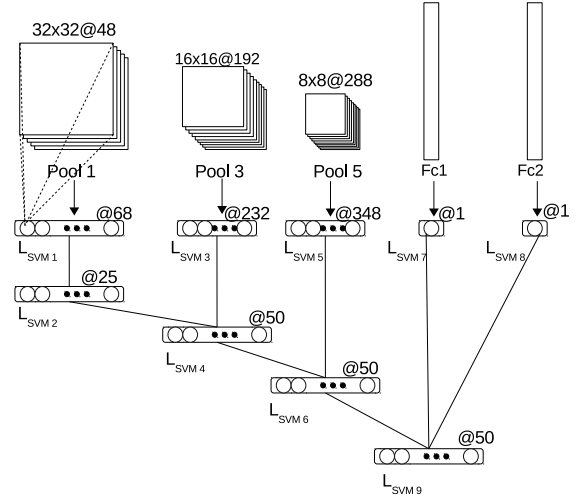 32x32@48
16x16@192
8x8@288
Pool 1
Pool 3
Pool 5
Fc1
Fc2
@68
@232
@348
@1
@1
LSVM 1
LSVM 3
LSVM 5
LSVM 7
LSVM 8
@25
LSVM 2
@50
LSVM 4
@50
LSVM 6
@50
LSVM 9